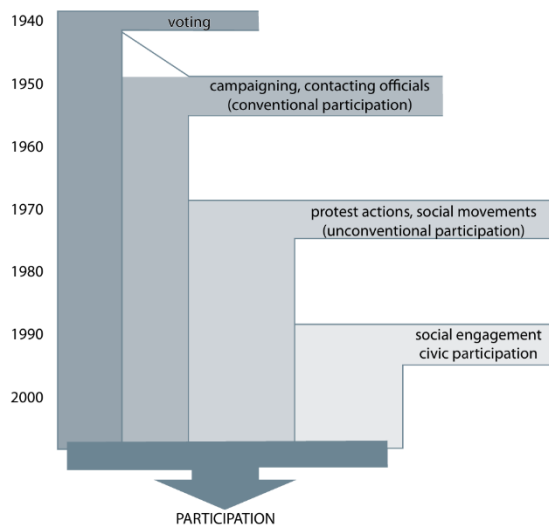 1940
voting
1950
campaigning, contacting officials
(conventional participation)
1960
1970
protest actions, social movements
(unconventional participation)
1980
1990
social engagement
civic participation
2000
PARTICIPATION